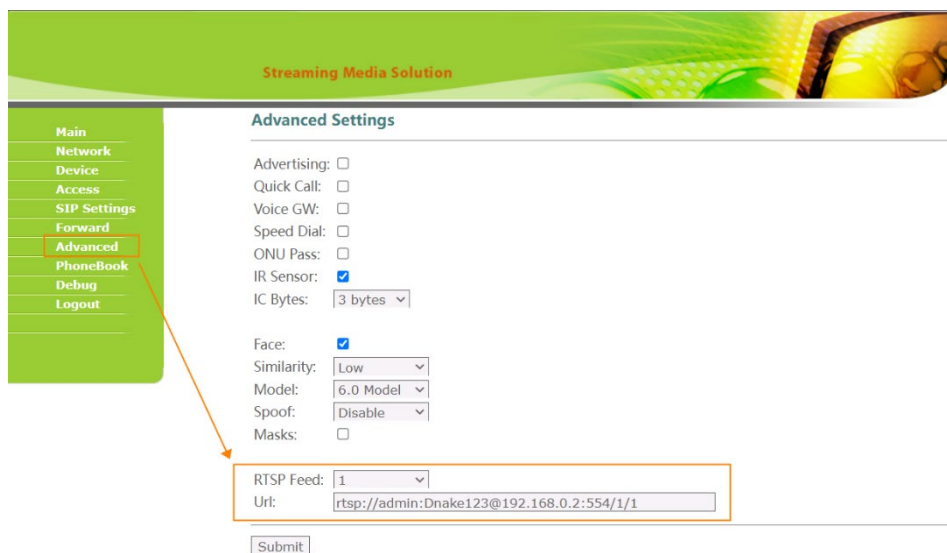 Streaming Media Solution
Main
Network
Device
Access
SIP Settings
Forward
Advanced
PhoneBook
Debug
Logout
Advanced Settings
Advertising:
Quick Call:
Voice GW:
Speed Dial:
ONU Pass:
IR Sensor:
IC Bytes: 3 bytes
Face:
Similarity: Low
Model: 6.0 Model
Spoof: Disable
Masks:
RTSP Feed: 1
Url: rtsp://admin:Dnake123@192.168.0.2:554/1/1
Submit